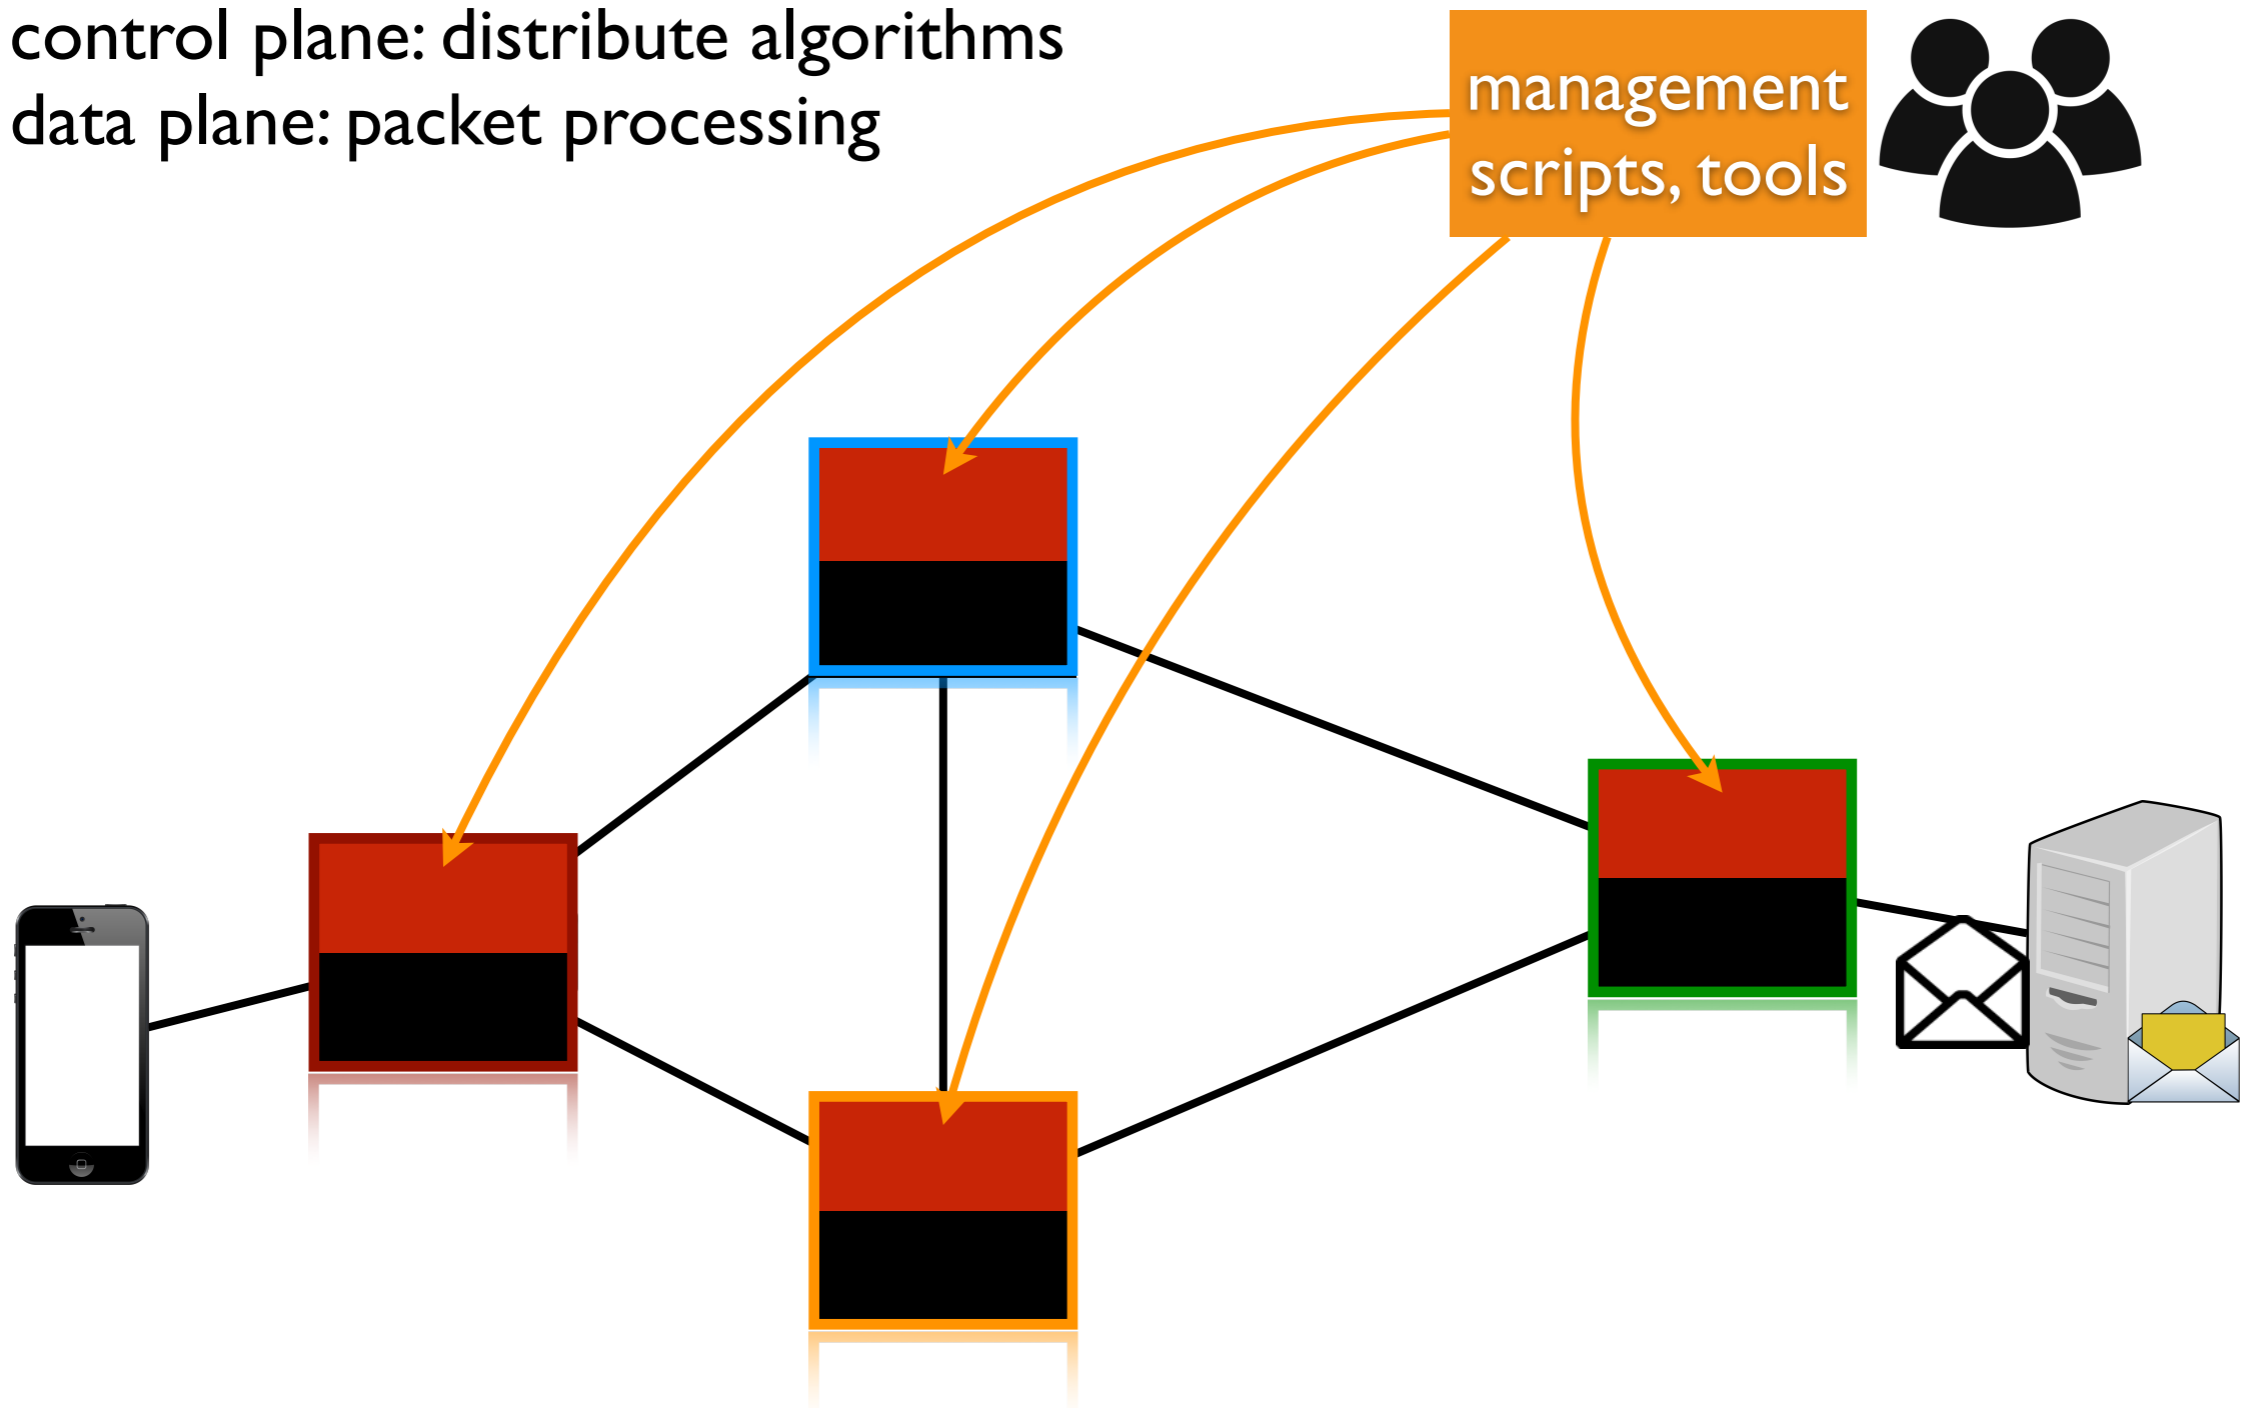 control plane: distribute algorithms
data plane: packet processing
management
scripts, tools